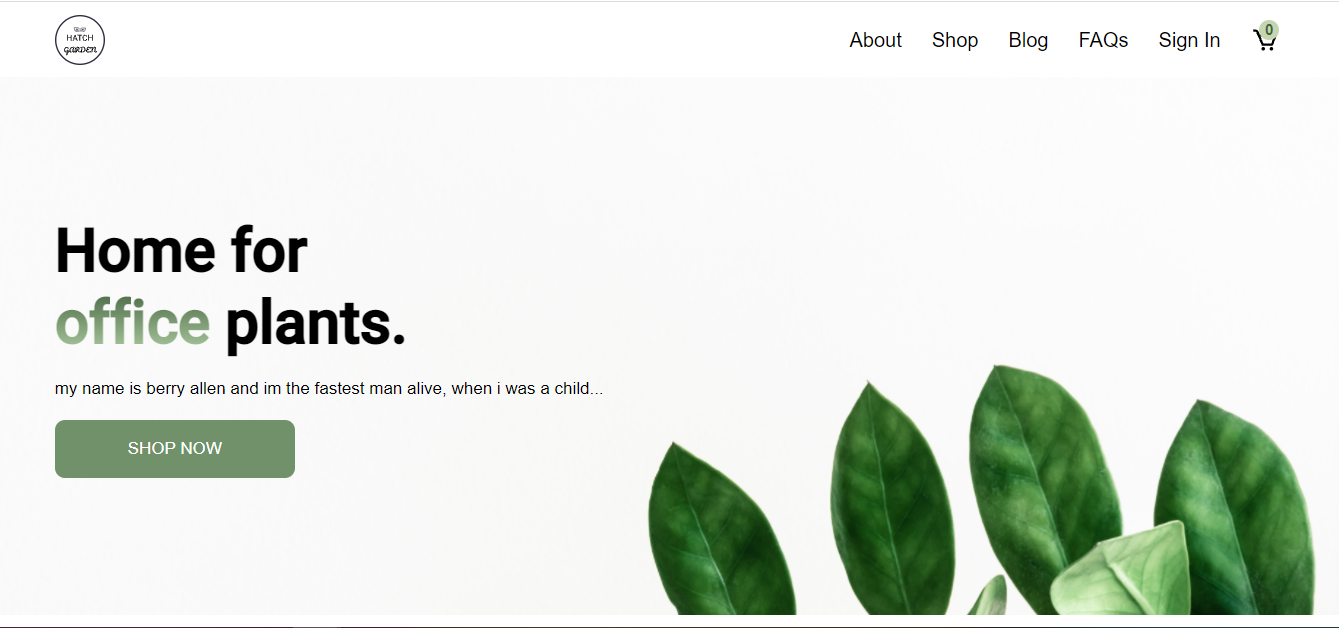 HATCH
GARDEN
About Shop Blog FAQs Sign In 0
Home for
office plants.
my name is berry allen and im the fastest man alive, when i was a child...
SHOP NOW